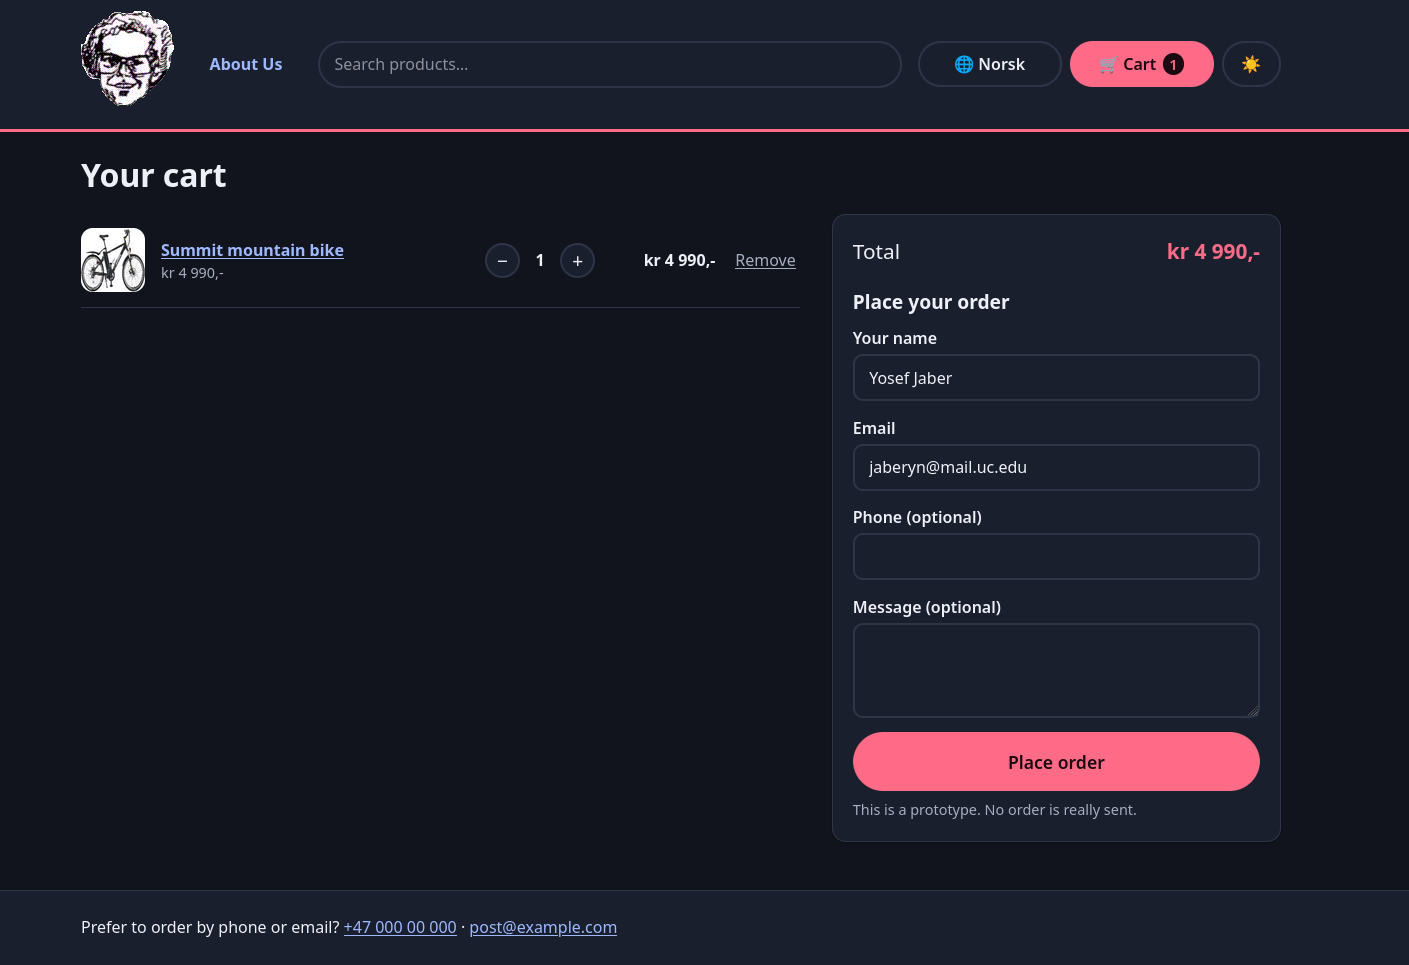 About Us
Search products...
🌐 Norsk
🛒 Cart 1
Your cart
Summit mountain bike
kr 4 990,-
− 1 +
kr 4 990,-
Remove
Total
kr 4 990,-
Place your order
Your name
Yosef Jaber
Email
jaberyn@mail.uc.edu
Phone (optional)
Message (optional)
Place order
This is a prototype. No order is really sent.
Prefer to order by phone or email? +47 000 00 000 · post@example.com